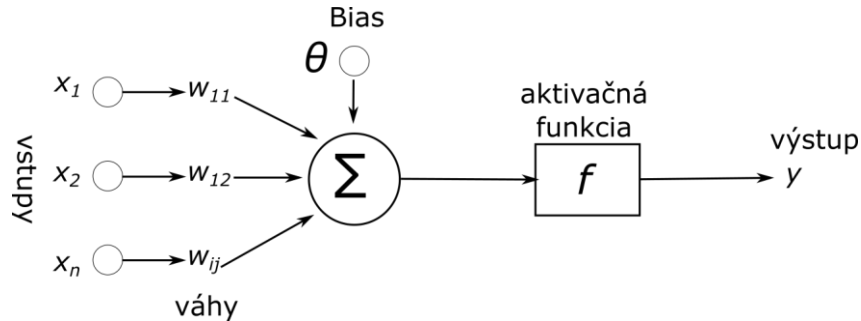 Bias
θ
x₁
w₁₁
aktivačná
funkcia
vstupy
x₂
w₁₂
Σ
f
výstup
y
xₙ
wᵢⱼ
váhy